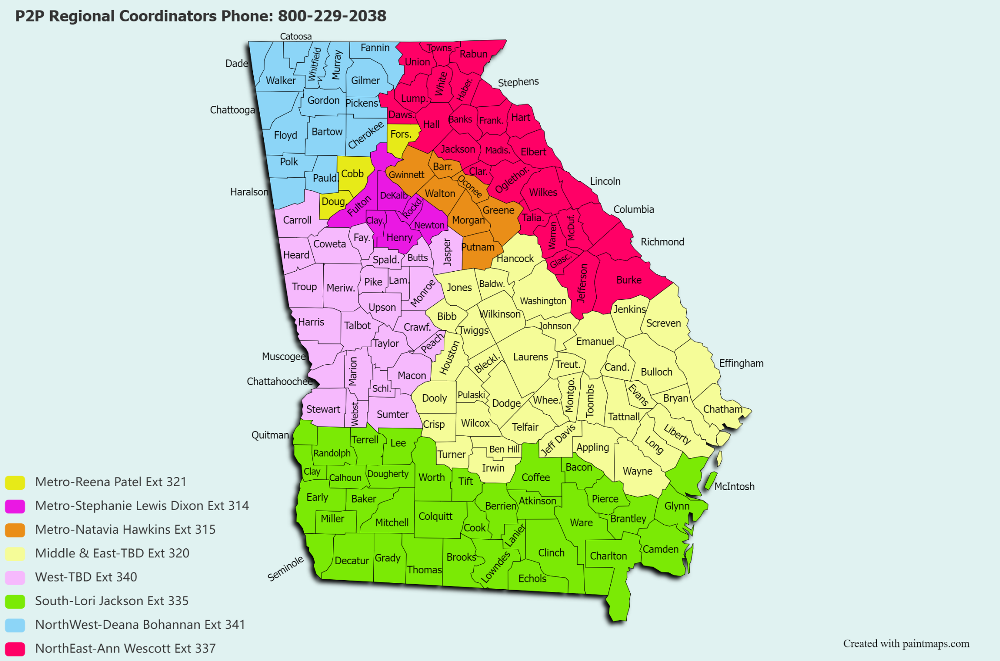 P2P Regional Coordinators Phone: 800-229-2038
Catoosa
Fannin
Towns
Rabun
Dade
Whitfield
Murray
Union
Walker
Gilmer
White
Haber.
Stephens
Gordon
Pickens
Lump.
Chattooga
Daws.
Hall
Banks
Frank.
Hart
Floyd
Bartow
Cherokee
Fors.
Jackson
Madis.
Elbert
Polk
Pauld.
Cobb
Gwinnett
Barr.
Clar.
Oglethor.
Lincoln
Haralson
Doug.
Fulton
DeKalb
Rockd.
Walton
Oconee
Wilkes
Columbia
Carroll
Clay.
Newton
Morgan
Greene
Talia.
Warren
McDuf.
Coweta
Fay.
Henry
Jasper
Putnam
Richmond
Heard
Spald.
Butts
Hancock
Glasc.
Troup
Meriw.
Pike
Lam.
Monroe
Jones
Baldw.
Jefferson
Burke
Upson
Washington
Harris
Talbot
Crawf.
Bibb
Wilkinson
Jenkins
Twiggs
Johnson
Screven
Taylor
Peach
Houston
Emanuel
Muscogee
Marion
Bleckl.
Laurens
Treut.
Cand.
Bulloch
Effingham
Chattahoochee
Macon
Schl.
Dooly
Pulaski
Dodge
Whee.
Montgo.
Toombs
Evans
Bryan
Stewart
Webst.
Sumter
Chatham
Crisp
Wilcox
Telfair
Tattnall
Quitman
Terrell
Lee
Jeff Davis
Liberty
Long
Randolph
Turner
Ben Hill
Appling
Clay
Calhoun
Dougherty
Worth
Tift
Irwin
Coffee
Bacon
Wayne
McIntosh
Early
Baker
Berrien
Atkinson
Pierce
Glynn
Miller
Mitchell
Colquitt
Cook
Lanier
Ware
Brantley
Seminole
Decatur
Grady
Thomas
Brooks
Lowndes
Clinch
Charlton
Camden
Echols
Metro-Reena Patel Ext 321
Metro-Stephanie Lewis Dixon Ext 314
Metro-Natavia Hawkins Ext 315
Middle & East-TBD Ext 320
West-TBD Ext 340
South-Lori Jackson Ext 335
NorthWest-Deana Bohannan Ext 341
NorthEast-Ann Wescott Ext 337
Created with paintmaps.com